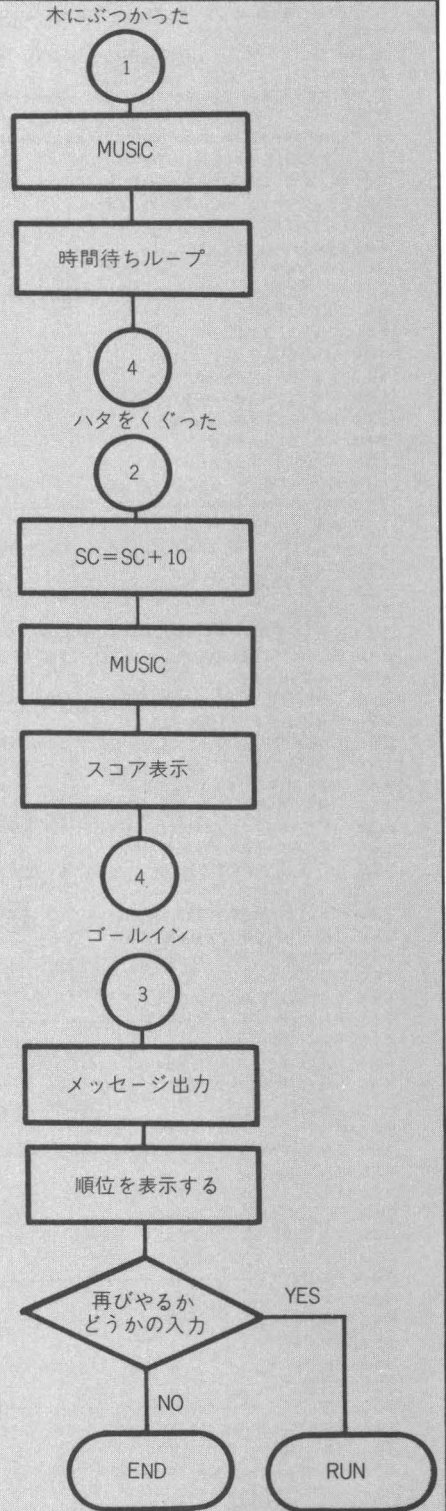 木にぶつかった
1
MUSIC
時間待ちループ
4
ハタをくぐった
2
SC=SC+10
MUSIC
スコア表示
4
ゴールイン
3
メッセージ出力
順位を表示する
再びやるか
どうかの入力
YES
NO
END
RUN